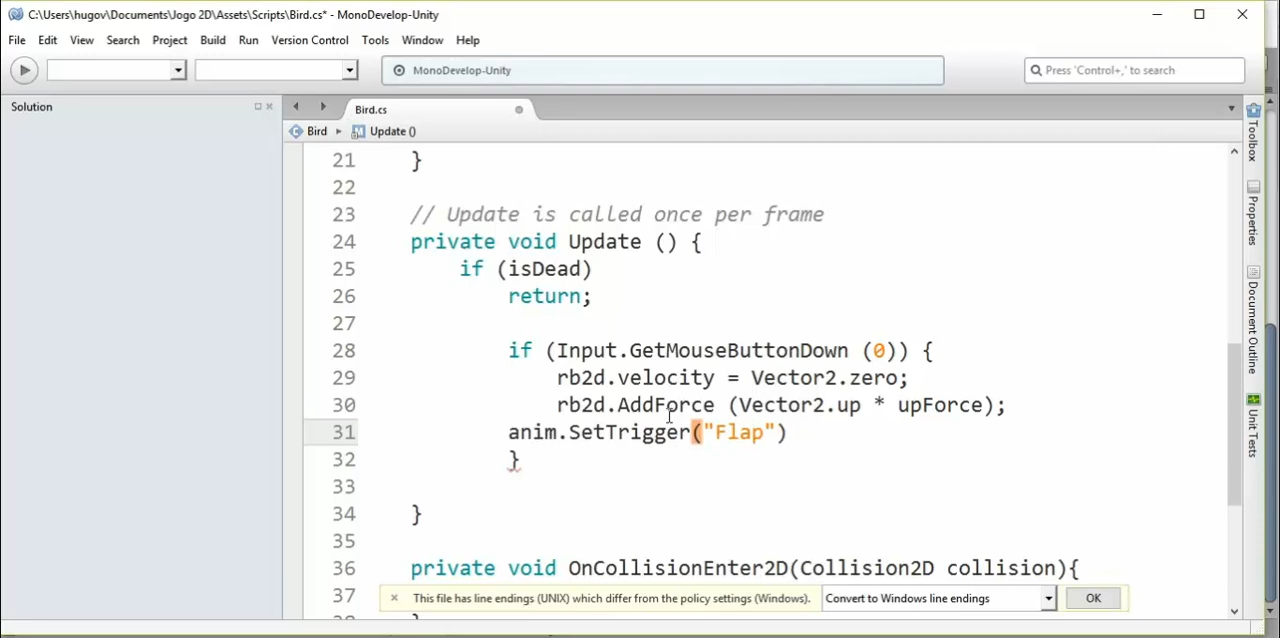 C:\Users\hugov\Documents\Jogo 2D\Assets\Scripts\Bird.cs* - MonoDevelop-Unity
File Edit View Search Project Build Run Version Control Tools Window Help
MonoDevelop-Unity
Press 'Control+,' to search
Solution
Bird.cs
Bird Update ()
21 }
22
23 // Update is called once per frame
24 private void Update () {
25 if (isDead)
26 return;
27
28 if (Input.GetMouseButtonDown (0)) {
29 rb2d.velocity = Vector2.zero;
30 rb2d.AddForce (Vector2.up * upForce);
31 anim.SetTrigger("Flap")
32 }
33
34 }
35
36 private void OnCollisionEnter2D(Collision2D collision){
37
This file has line endings (UNIX) which differ from the policy settings (Windows). Convert to Windows line endings OK
Toolbox
Properties
Document Outline
Unit Tests